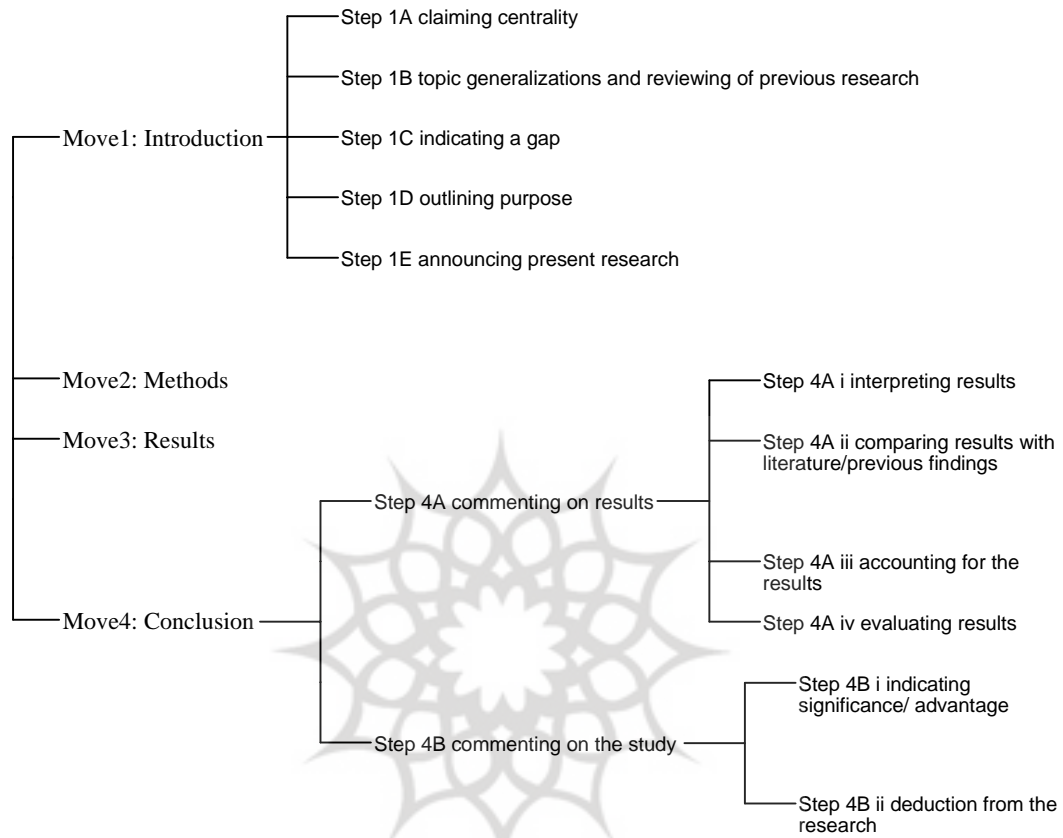 Step 1A claiming centrality
Step 1B topic generalizations and reviewing of previous research
Move1: Introduction
Step 1C indicating a gap
Step 1D outlining purpose
Step 1E announcing present research
Move2: Methods
Move3: Results
Step 4A i interpreting results
Step 4A ii comparing results with
literature/previous findings
Step 4A commenting on results
Step 4A iii accounting for the
results
Step 4A iv evaluating results
Move4: Conclusion
Step 4B i indicating
significance/ advantage
Step 4B commenting on the study
Step 4B ii deduction from the
research